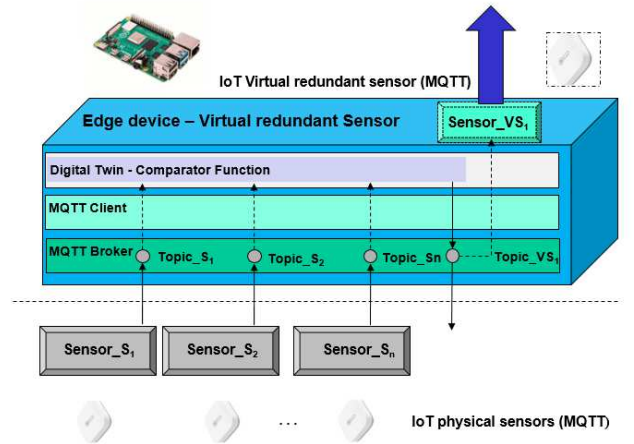 IoT Virtual redundant sensor (MQTT)
Sensor_VS1
Edge device – Virtual redundant Sensor
Digital Twin - Comparator Function
MQTT Client
MQTT Broker
Topic_S1
Topic_S2
Topic_Sn
Topic_VS1
Sensor_S1
Sensor_S2
Sensor_Sn
...
IoT physical sensors (MQTT)